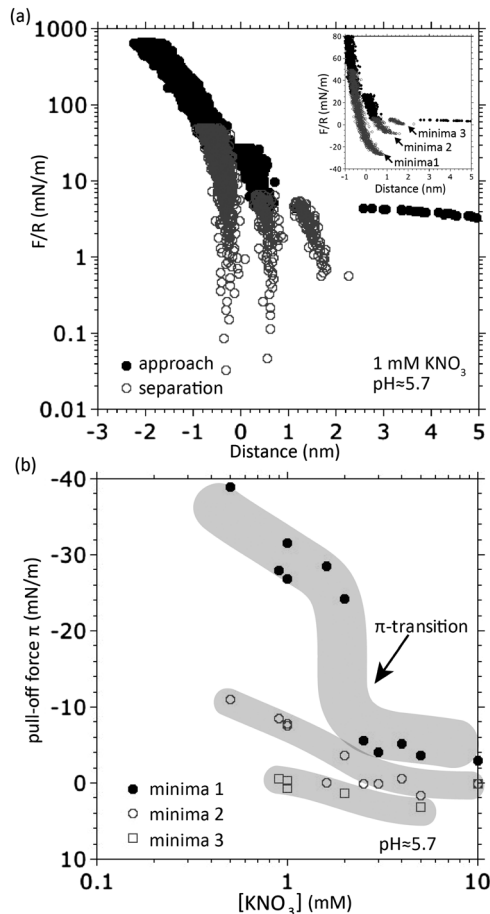 (a)
1000
100
10
1
0.1
0.01
F/R (mN/m)
approach
separation
1 mM KNO3
pH≈5.7
-3 -2 -1 0 1 2 3 4 5
Distance (nm)
80
60
40
20
0
-20
-40
F/R (mN/m)
minima 3
minima 2
minima1
-1 0 1 2 3 4 5
Distance (nm)
(b)
-40
-30
-20
-10
0
10
pull-off force π (mN/m)
π-transition
minima 1
minima 2
minima 3
pH≈5.7
0.1 1 10
[KNO3] (mM)